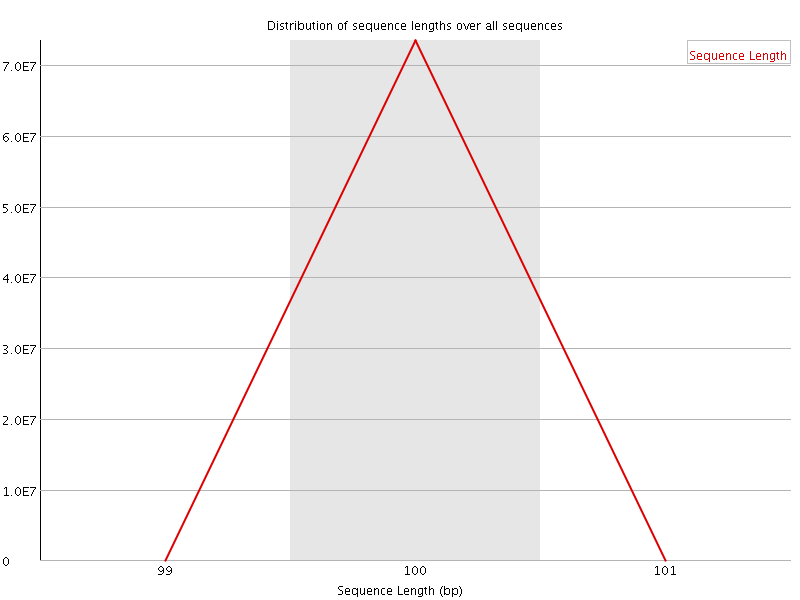 Distribution of sequence lengths over all sequences
Sequence Length
7.0E7
6.0E7
5.0E7
4.0E7
3.0E7
2.0E7
1.0E7
0
99 100 101
Sequence Length (bp)